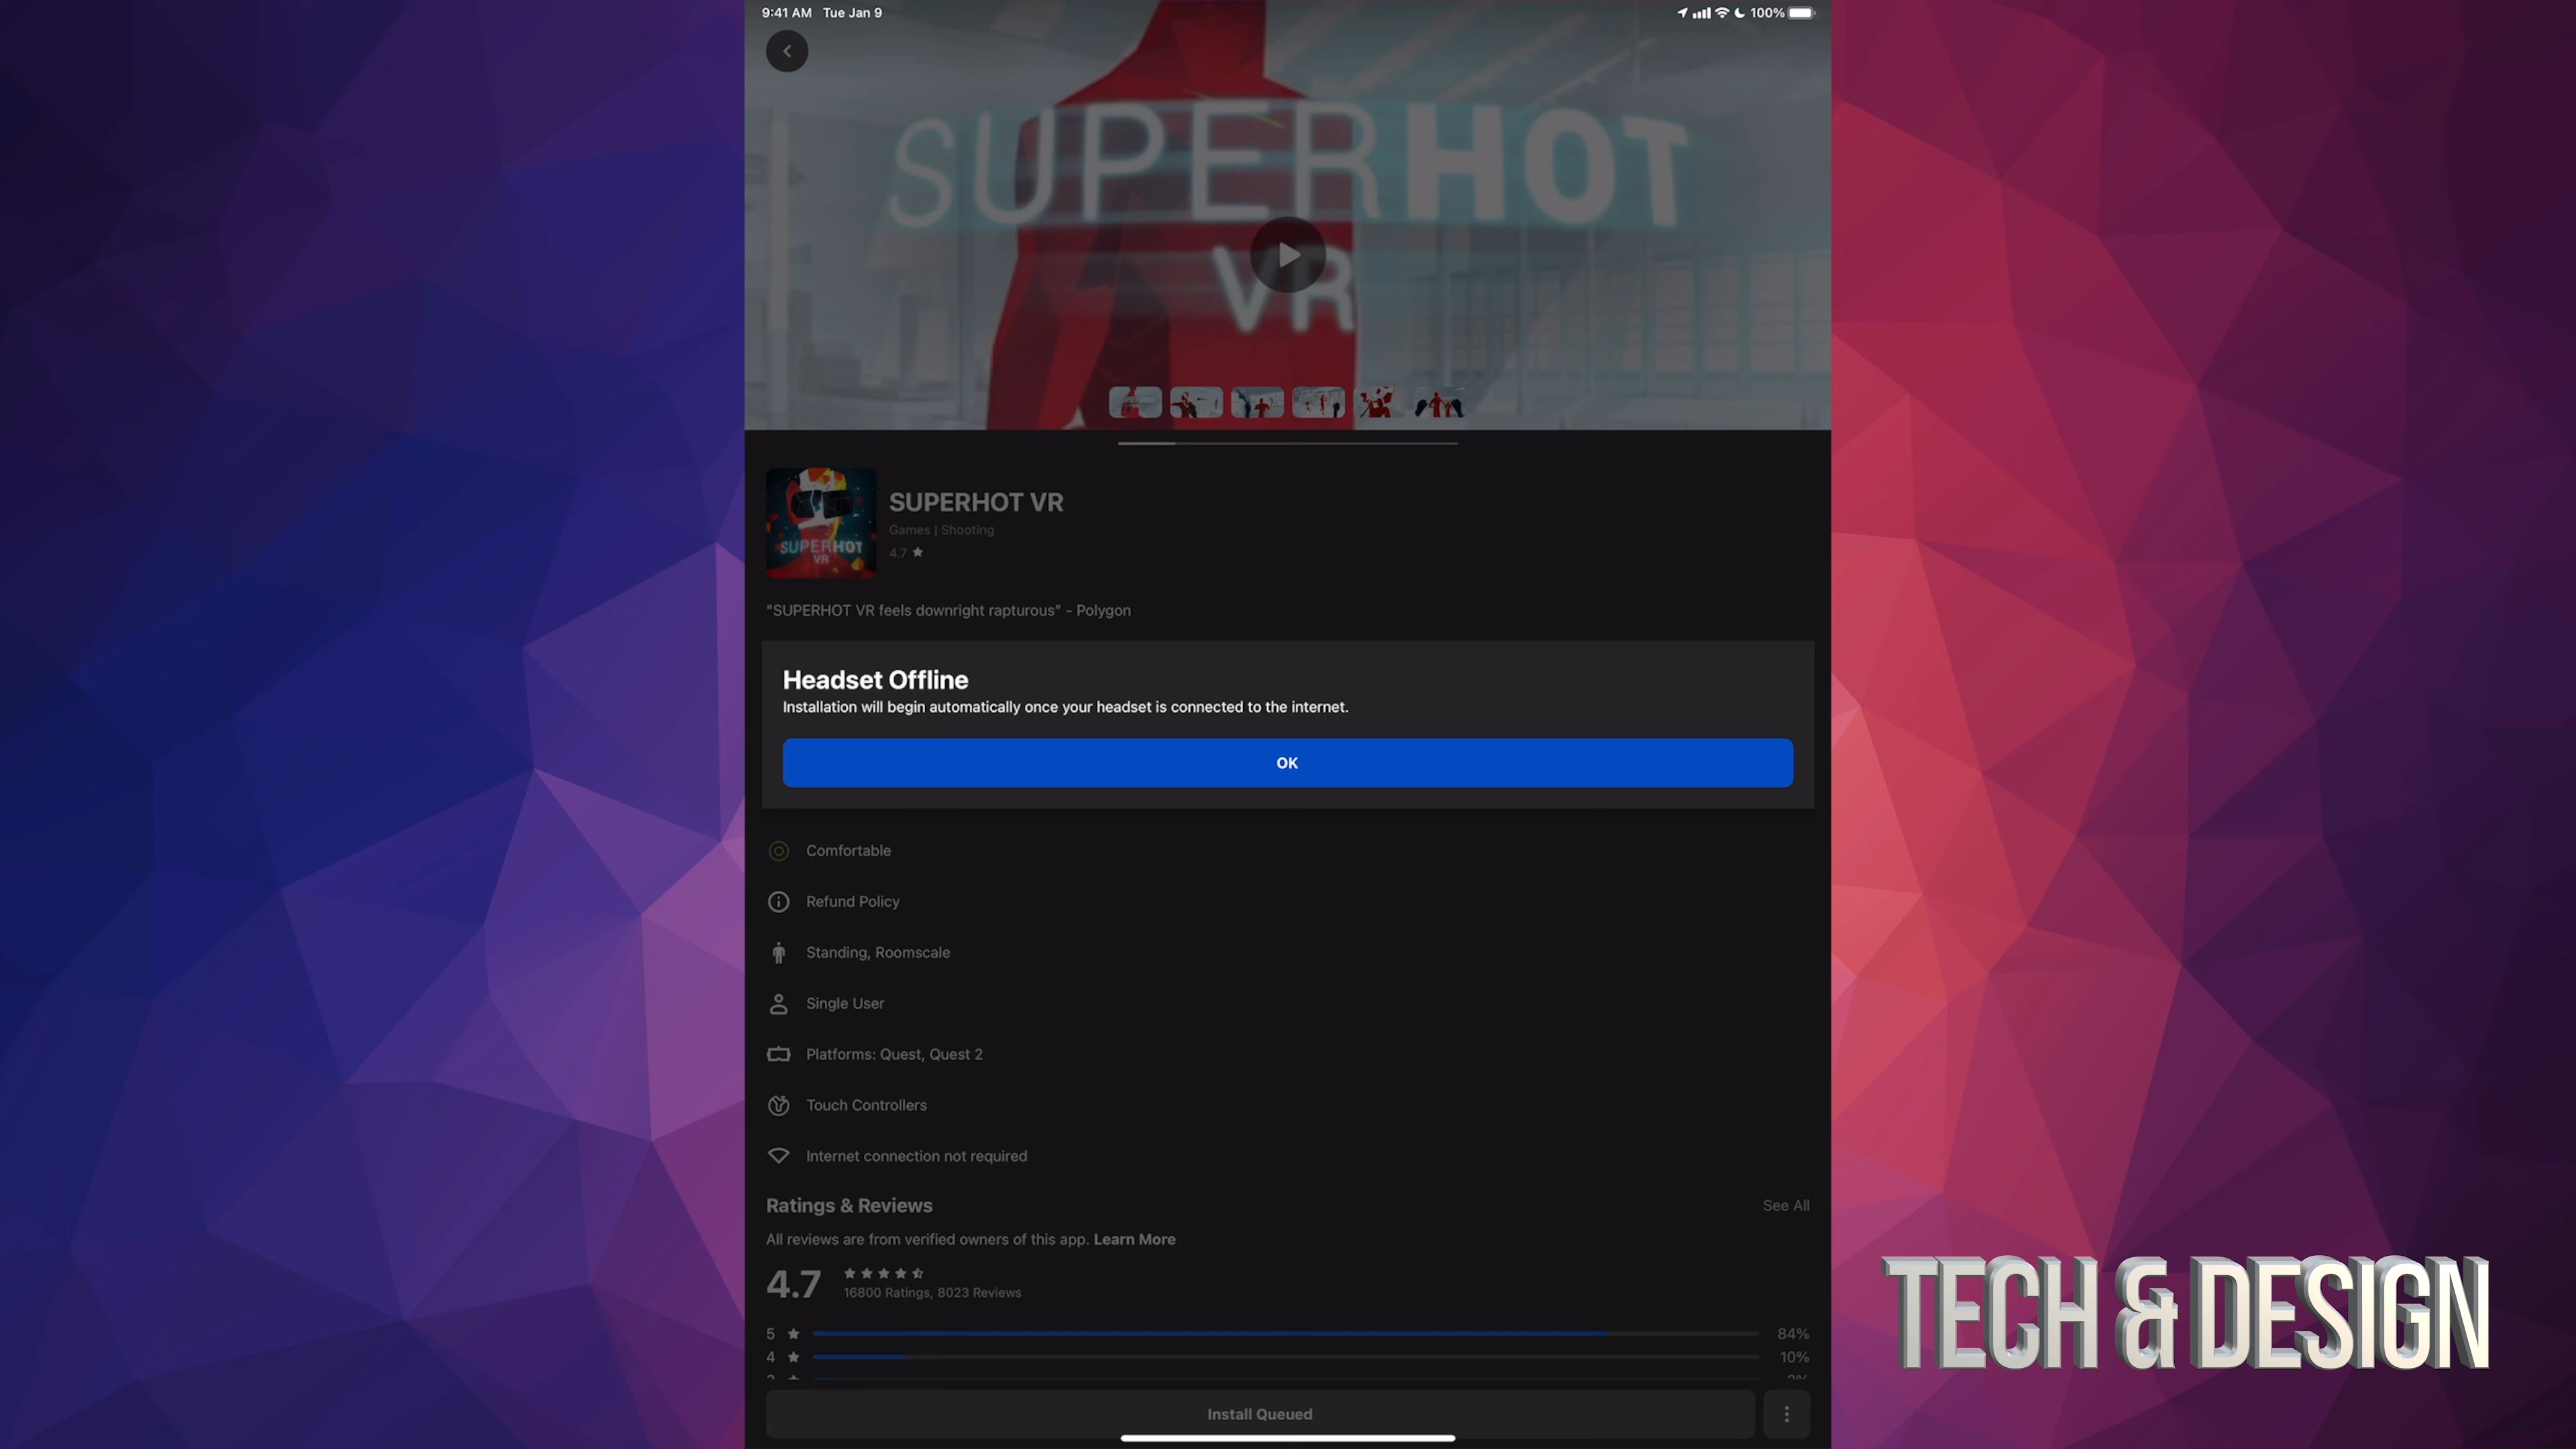 9:41 AM Tue Jan 9
100%
SUPERHOT
VR
SUPERHOT
VR
SUPERHOT VR
Games | Shooting
4.7
"SUPERHOT VR feels downright rapturous” - Polygon
Headset Offline
Installation will begin automatically once your headset is connected to the internet.
OK
Comfortable
Refund Policy
Standing, Roomscale
Single User
Platforms: Quest, Quest 2
Touch Controllers
Internet connection not required
Ratings & Reviews
See All
All reviews are from verified owners of this app. Learn More
4.7
16800 Ratings, 8023 Reviews
5 84%
4 10%
Install Queued
TECH & DESIGN